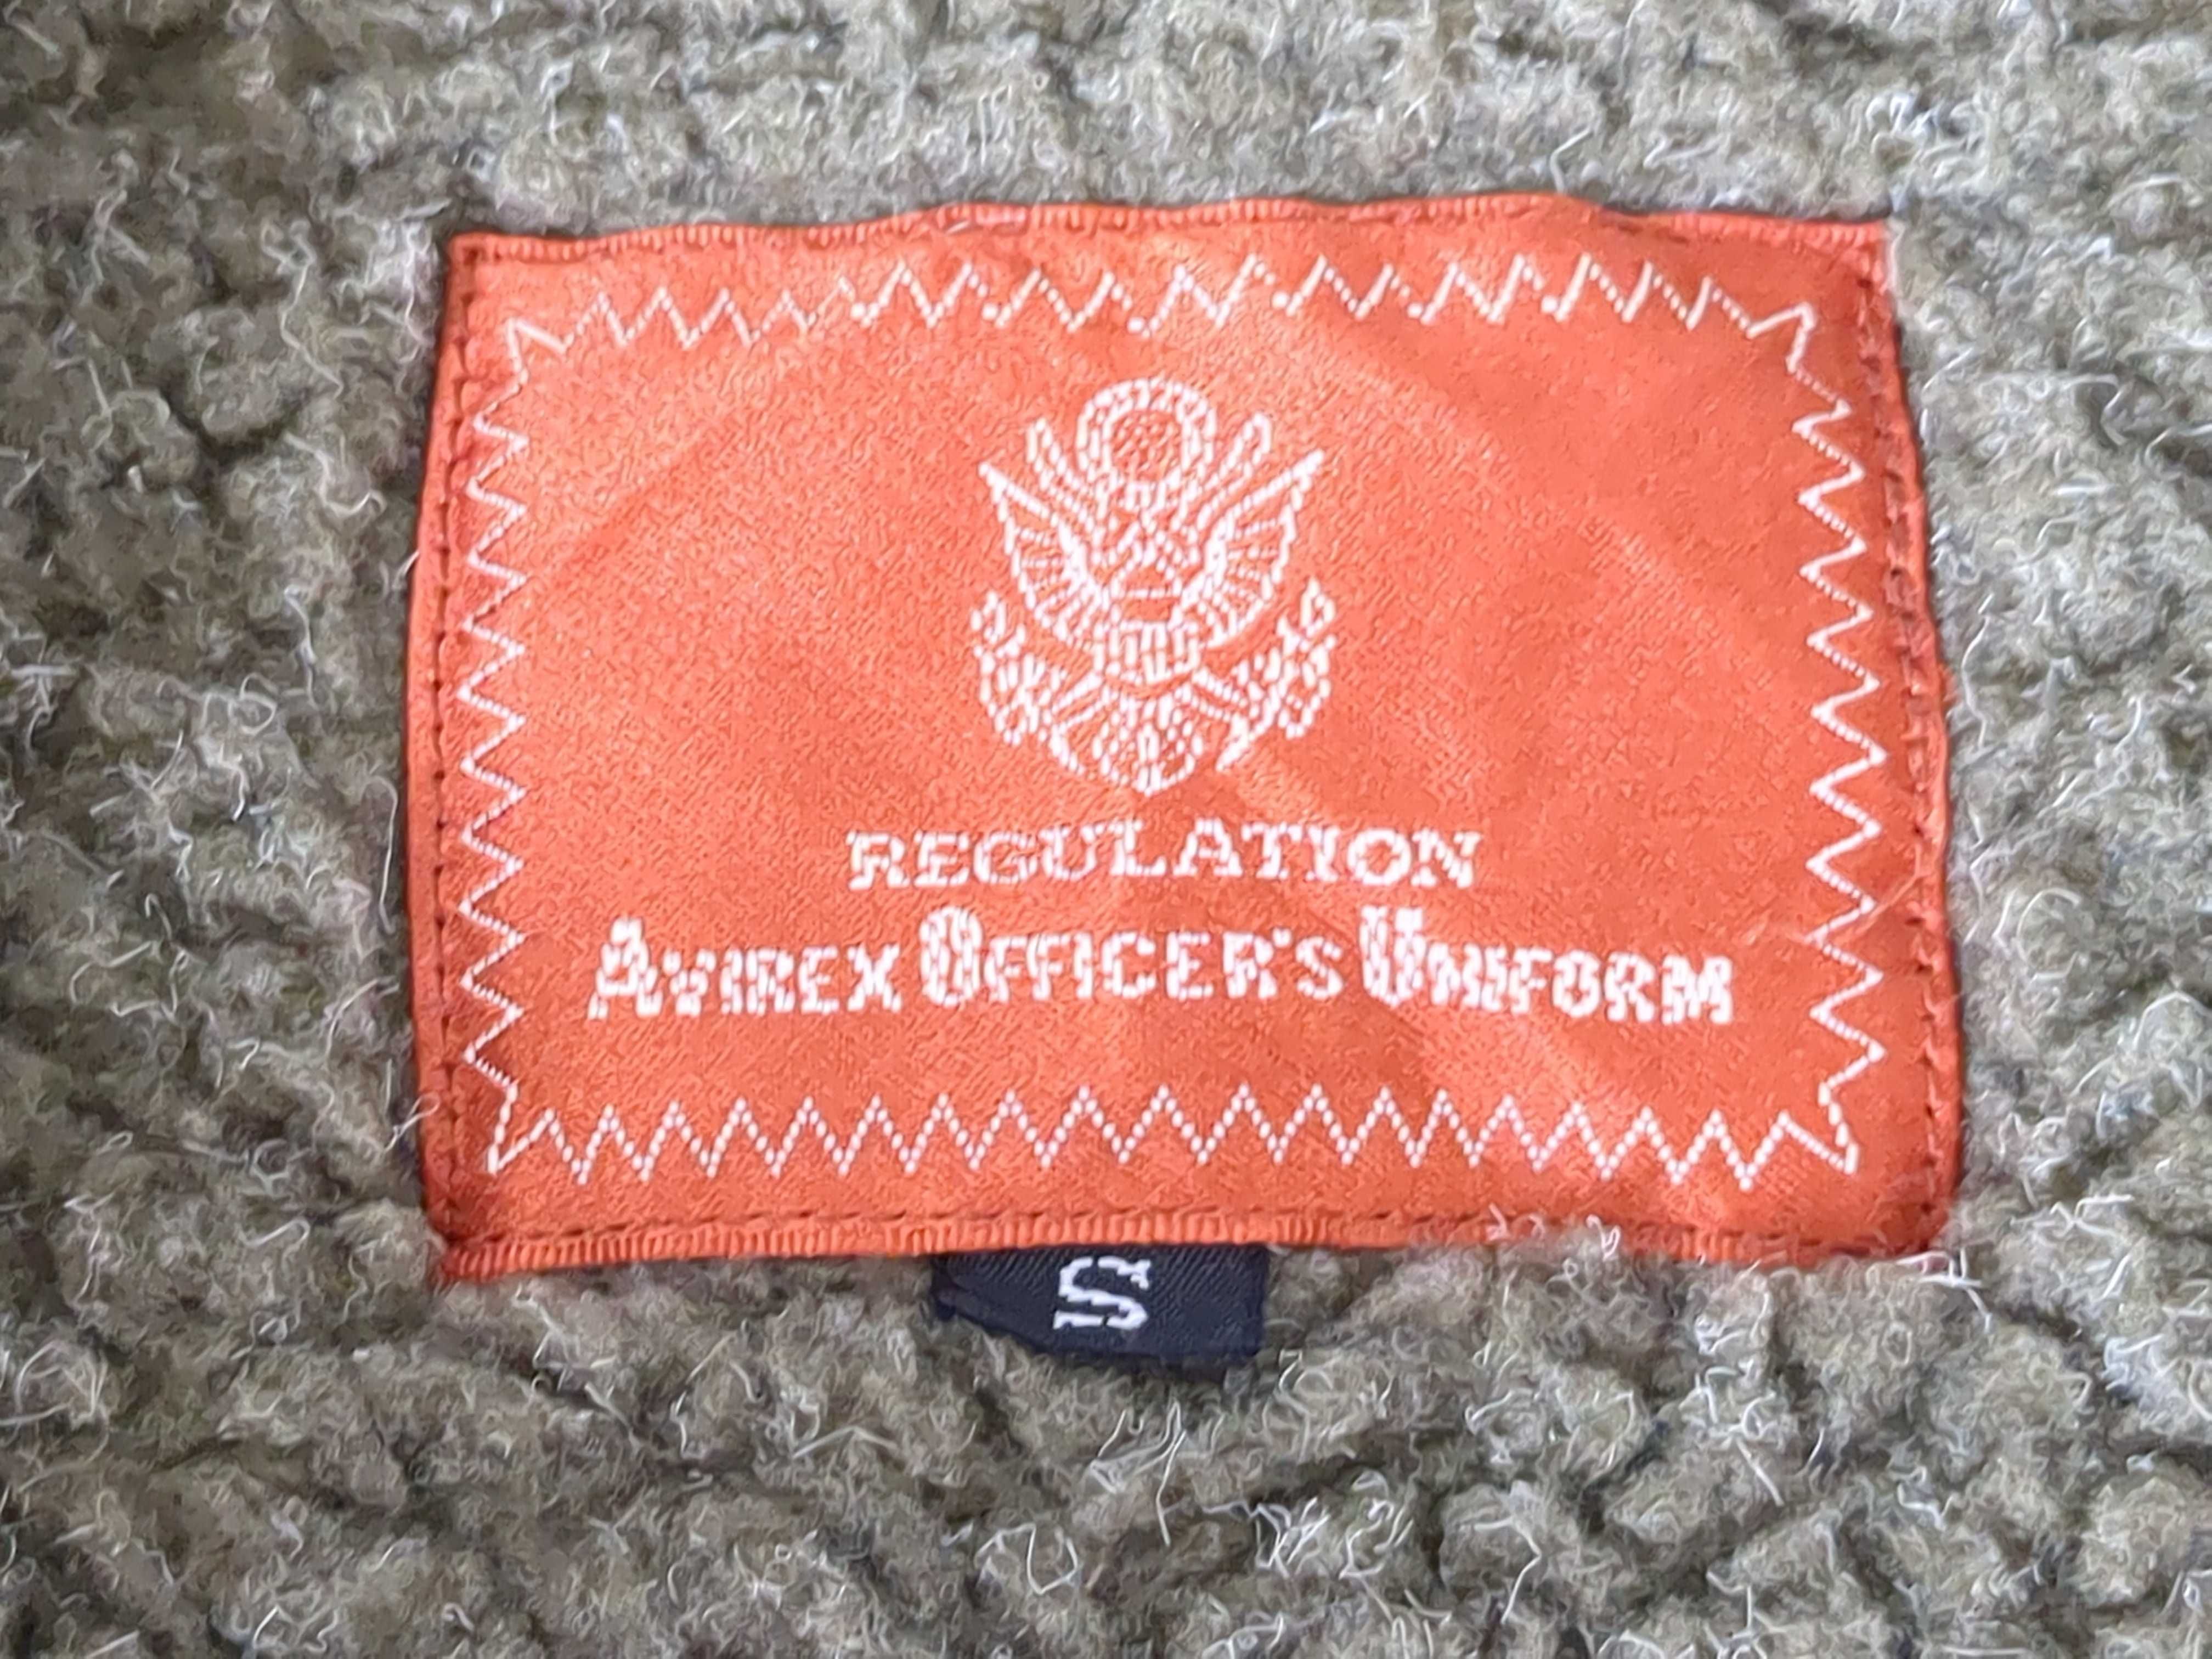 REGULATION
AVIREX OFFICER'S UNIFORM
S